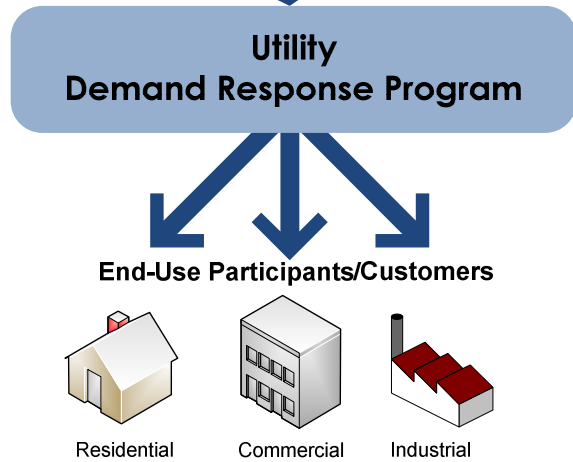 Utility
Demand Response Program
End-Use Participants/Customers
Residential
Commercial
Industrial